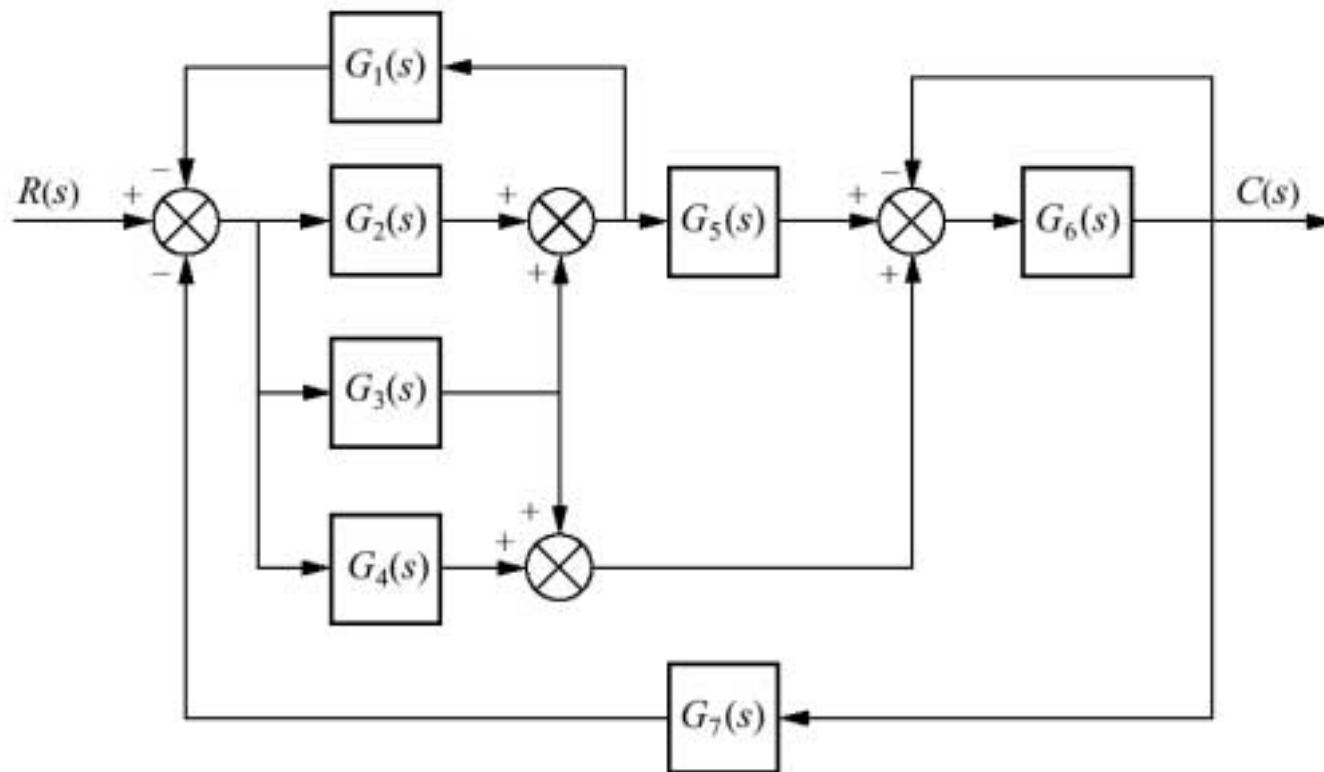 G₁(s)
−
−
R(s)
+
G₂(s)
+
G₅(s)
+
G₆(s)
C(s)
−
+
+
G₃(s)
+
+
G₄(s)
G₇(s)